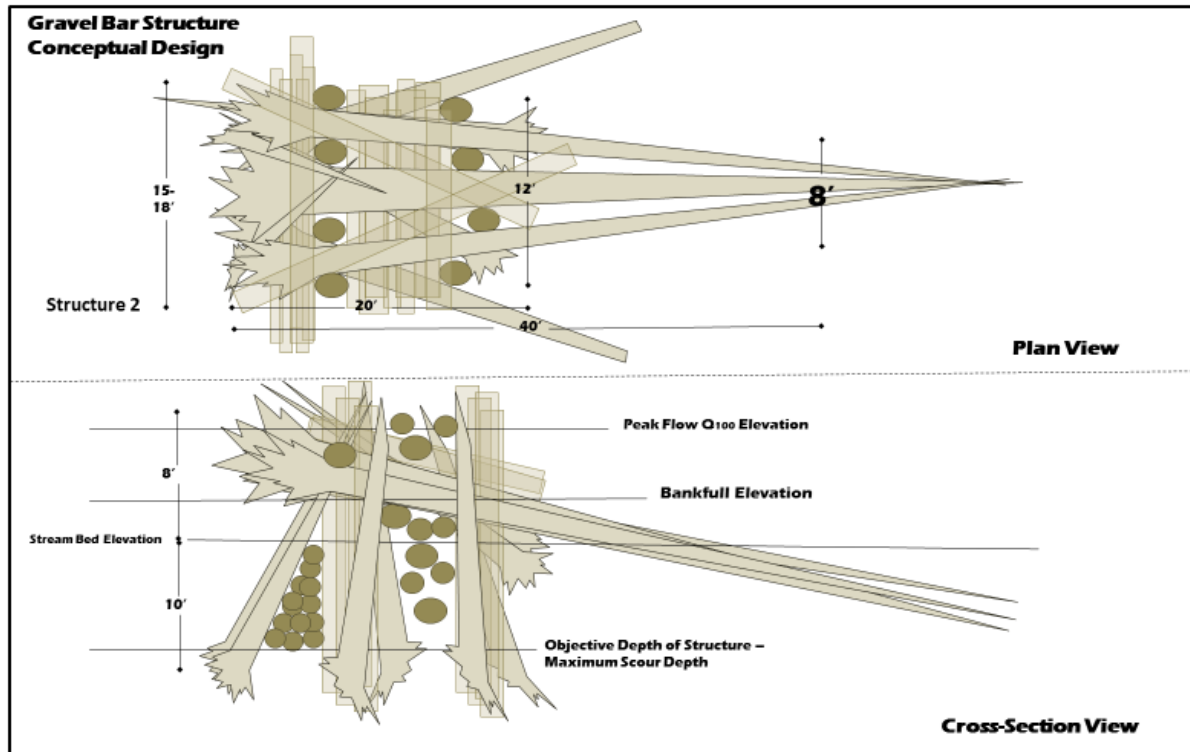 Gravel Bar Structure
Conceptual Design
15-
18'
12'
8'
Structure 2
20'
40'
Plan View
Peak Flow Q100 Elevation
8'
Bankfull Elevation
Stream Bed Elevation
10'
Objective Depth of Structure –
Maximum Scour Depth
Cross-Section View